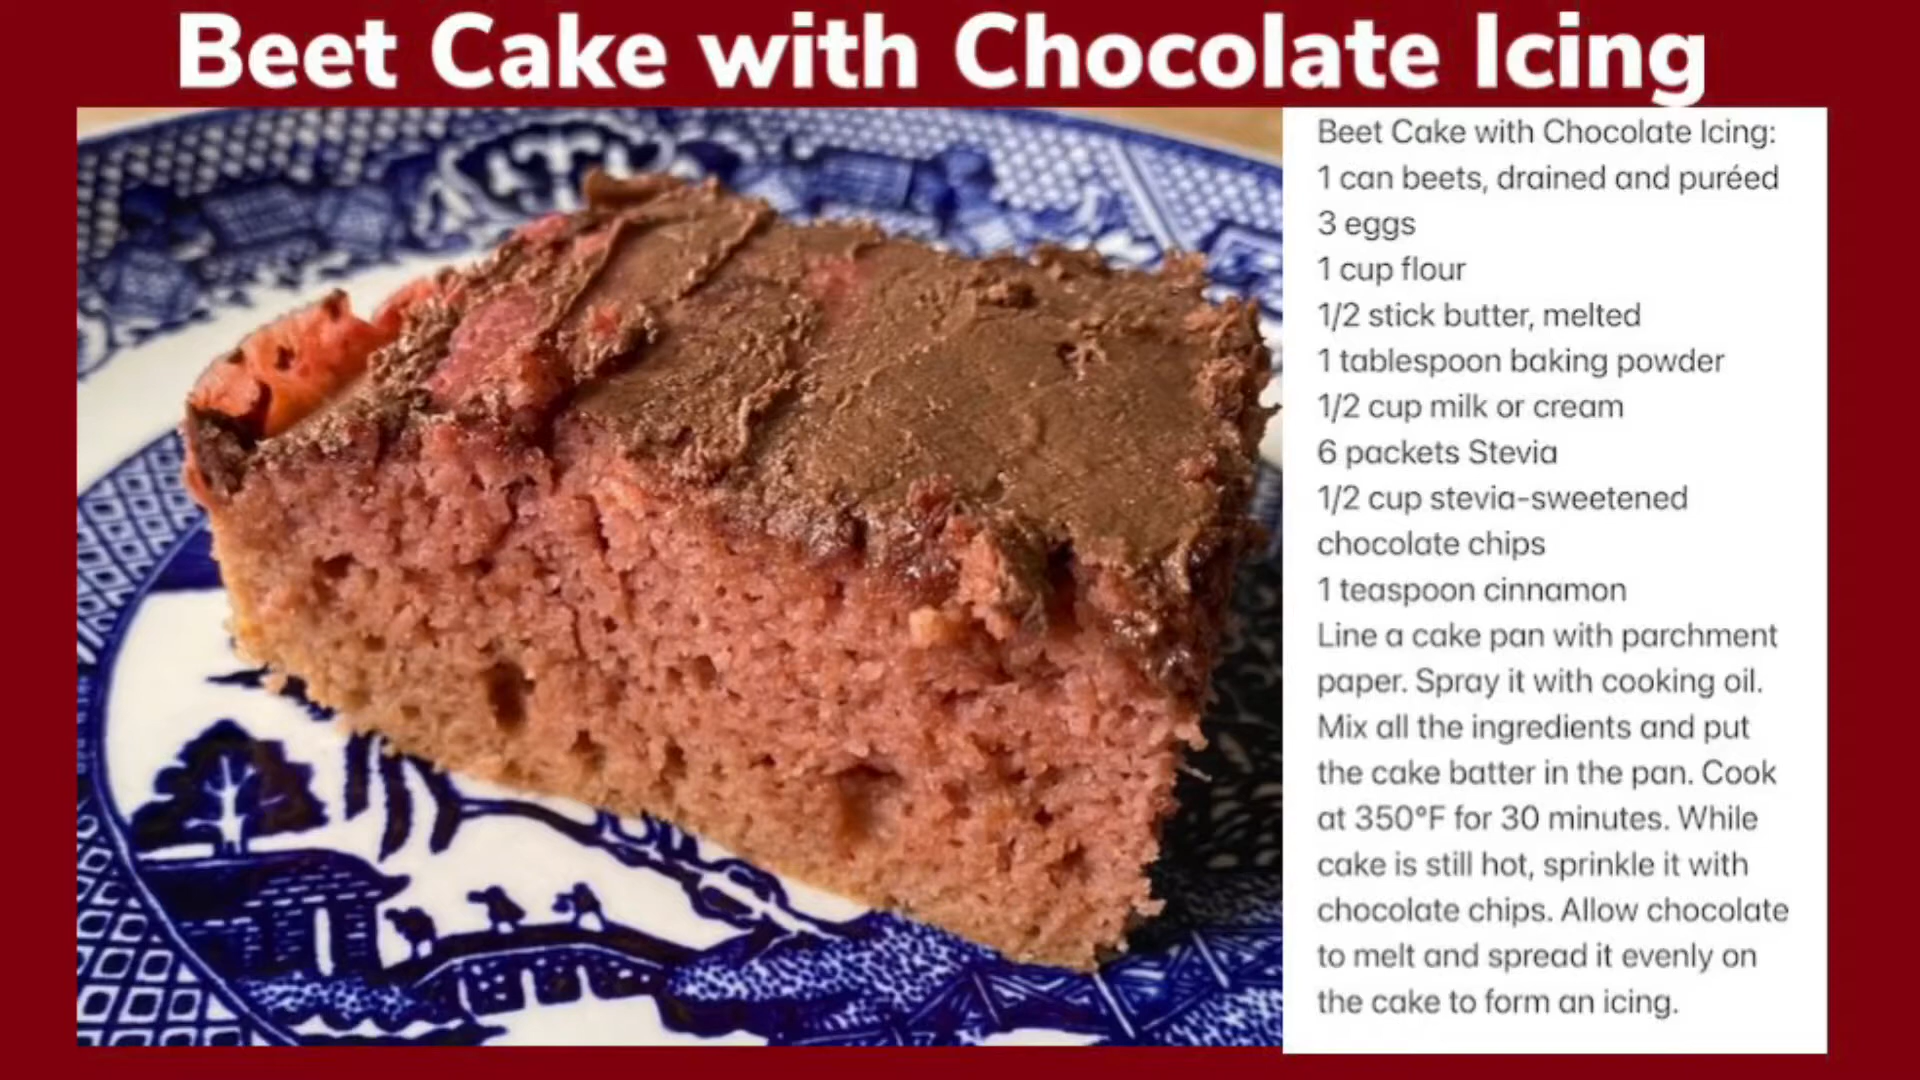 Beet Cake with Chocolate Icing
Beet Cake with Chocolate Icing:
1 can beets, drained and puréed
3 eggs
1 cup flour
1/2 stick butter, melted
1 tablespoon baking powder
1/2 cup milk or cream
6 packets Stevia
1/2 cup stevia-sweetened
chocolate chips
1 teaspoon cinnamon
Line a cake pan with parchment
paper. Spray it with cooking oil.
Mix all the ingredients and put
the cake batter in the pan. Cook
at 350°F for 30 minutes. While
cake is still hot, sprinkle it with
chocolate chips. Allow chocolate
to melt and spread it evenly on
the cake to form an icing.